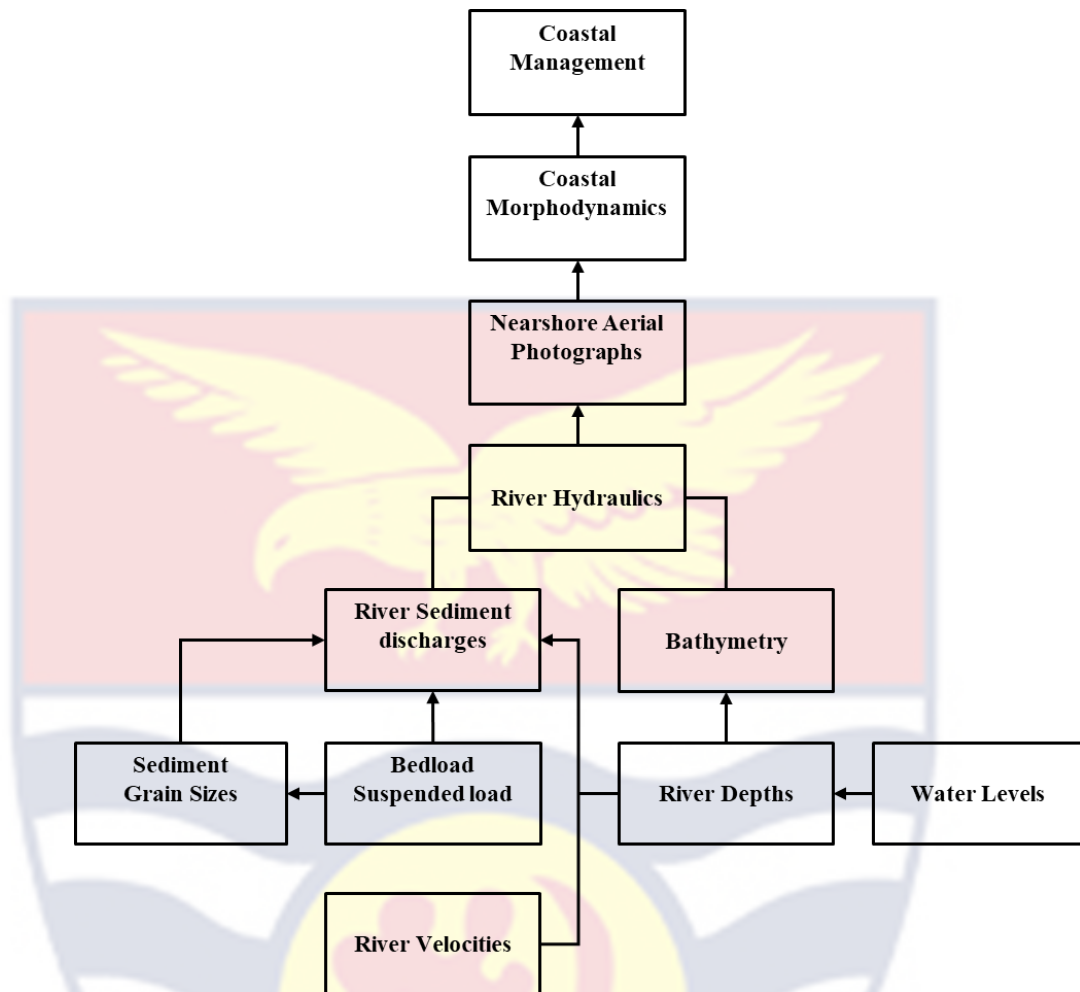 Coastal
Management
Coastal
Morphodynamics
Nearshore Aerial
Photographs
River Hydraulics
River Sediment
discharges
Bathymetry
Sediment
Grain Sizes
Bedload
Suspended load
River Depths
Water Levels
River Velocities